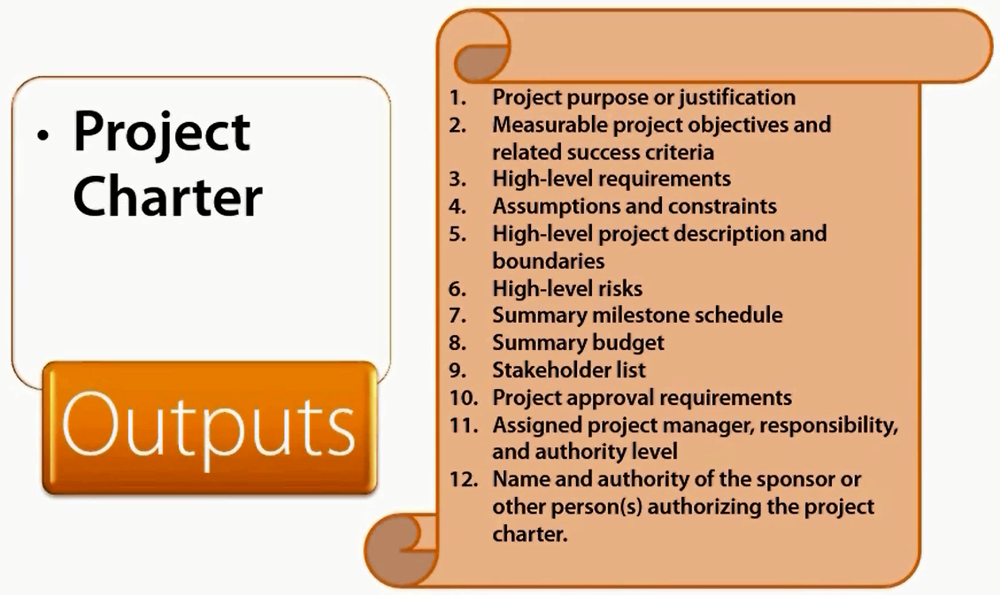 • Project
Charter
Outputs
1. Project purpose or justification
2. Measurable project objectives and
related success criteria
3. High-level requirements
4. Assumptions and constraints
5. High-level project description and
boundaries
6. High-level risks
7. Summary milestone schedule
8. Summary budget
9. Stakeholder list
10. Project approval requirements
11. Assigned project manager, responsibility,
and authority level
12. Name and authority of the sponsor or
other person(s) authorizing the project
charter.